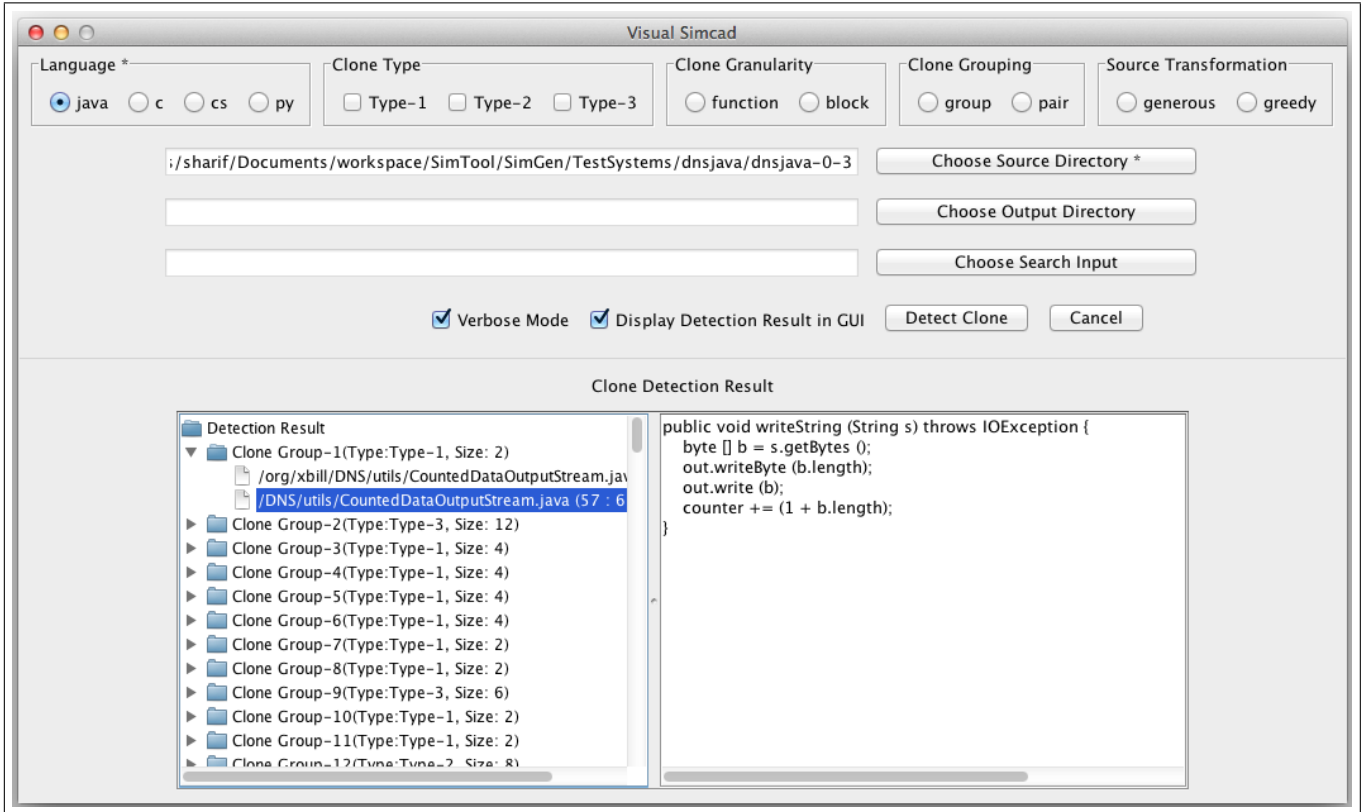 Visual Simcad
Language * Clone Type Clone Granularity Clone Grouping Source Transformation
java c cs py Type-1 Type-2 Type-3 function block group pair generous greedy
/sharif/Documents/workspace/SimTool/SimGen/TestSystems/dnsjava/dnsjava-0-3 Choose Source Directory *
Choose Output Directory
Choose Search Input
Verbose Mode Display Detection Result in GUI Detect Clone Cancel
Clone Detection Result
Detection Result
Clone Group-1(Type:Type-1, Size: 2)
/org/xbill/DNS/utils/CountedDataOutputStream.jav
/DNS/utils/CountedDataOutputStream.java (57 : 6
Clone Group-2(Type:Type-3, Size: 12)
Clone Group-3(Type:Type-1, Size: 4)
Clone Group-4(Type:Type-1, Size: 4)
Clone Group-5(Type:Type-1, Size: 4)
Clone Group-6(Type:Type-1, Size: 4)
Clone Group-7(Type:Type-1, Size: 2)
Clone Group-8(Type:Type-1, Size: 2)
Clone Group-9(Type:Type-3, Size: 6)
Clone Group-10(Type:Type-1, Size: 2)
Clone Group-11(Type:Type-1, Size: 2)
Clone Group-12(Type:Type-2, Size: 8)
public void writeString (String s) throws IOException {
byte [] b = s.getBytes ();
out.writeByte (b.length);
out.write (b);
counter += (1 + b.length);
}